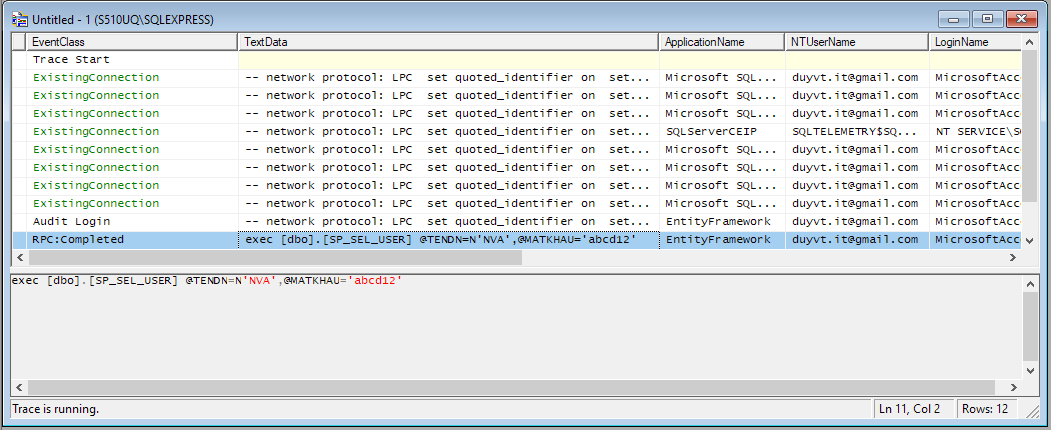 Untitled - 1 (S510UQ\SQLEXPRESS)
EventClass TextData ApplicationName NTUserName LoginName
Trace Start
ExistingConnection -- network protocol: LPC set quoted_identifier on set... Microsoft SQL... duyvt.it@gmail.com MicrosoftAcc
ExistingConnection -- network protocol: LPC set quoted_identifier on set... Microsoft SQL... duyvt.it@gmail.com MicrosoftAcc
ExistingConnection -- network protocol: LPC set quoted_identifier on set... Microsoft SQL... duyvt.it@gmail.com MicrosoftAcc
ExistingConnection -- network protocol: LPC set quoted_identifier on set... SQLServerCEIP SQLTELEMETRY$SQ... NT SERVICE\SQ
ExistingConnection -- network protocol: LPC set quoted_identifier on set... Microsoft SQL... duyvt.it@gmail.com MicrosoftAcc
ExistingConnection -- network protocol: LPC set quoted_identifier on set... Microsoft SQL... duyvt.it@gmail.com MicrosoftAcc
ExistingConnection -- network protocol: LPC set quoted_identifier on set... Microsoft SQL... duyvt.it@gmail.com MicrosoftAcc
ExistingConnection -- network protocol: LPC set quoted_identifier on set... Microsoft SQL... duyvt.it@gmail.com MicrosoftAcc
Audit Login -- network protocol: LPC set quoted_identifier on set... EntityFramework duyvt.it@gmail.com MicrosoftAcc
RPC:Completed exec [dbo].[SP_SEL_USER] @TENDN=N'NVA',@MATKHAU='abcd12' EntityFramework duyvt.it@gmail.com MicrosoftAcc
exec [dbo].[SP_SEL_USER] @TENDN=N'NVA',@MATKHAU='abcd12'
Trace is running. Ln 11, Col 2 Rows: 12